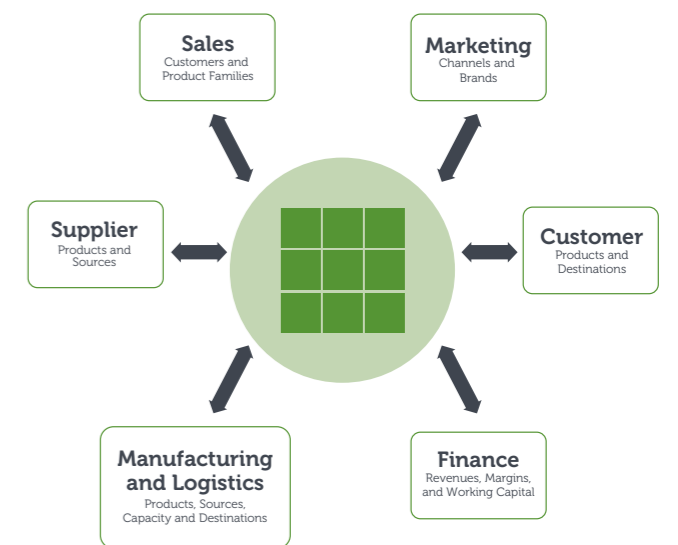 Sales
Customers and
Product Families
Marketing
Channels and
Brands
Supplier
Products and
Sources
Customer
Products and
Destinations
Manufacturing
and Logistics
Products, Sources,
Capacity and Destinations
Finance
Revenues, Margins,
and Working Capital